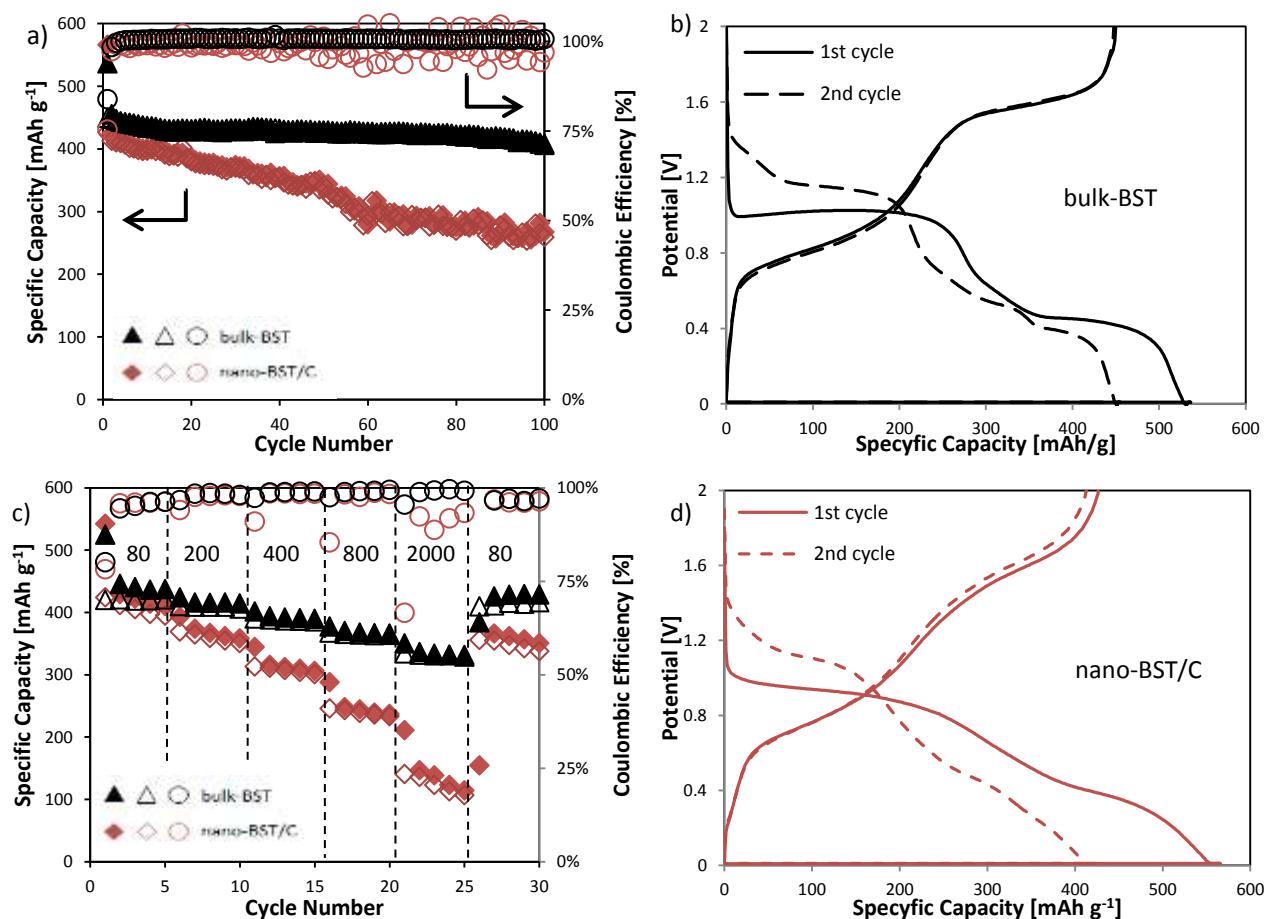 a)
600
500
400
300
200
100
0
Specific Capacity [mAh g-1]
100%
75%
50%
25%
0%
Coulombic Efficiency [%]
bulk-BST
nano-BST/C
0 20 40 60 80 100
Cycle Number
b)
2
1.6
1.2
0.8
0.4
0
Potential [V]
1st cycle
2nd cycle
bulk-BST
0 100 200 300 400 500 600
Specyfic Capacity [mAh/g]
c)
600
500
400
300
200
100
0
Specific Capacity [mAh g-1]
100%
75%
50%
25%
0%
Coulombic Efficiency [%]
80 200 400 800 2000 80
bulk-BST
nano-BST/C
0 5 10 15 20 25 30
Cycle Number
d)
2
1.6
1.2
0.8
0.4
0
Potential [V]
1st cycle
2nd cycle
nano-BST/C
0 100 200 300 400 500 600
Specyfic Capacity [mAh g-1]